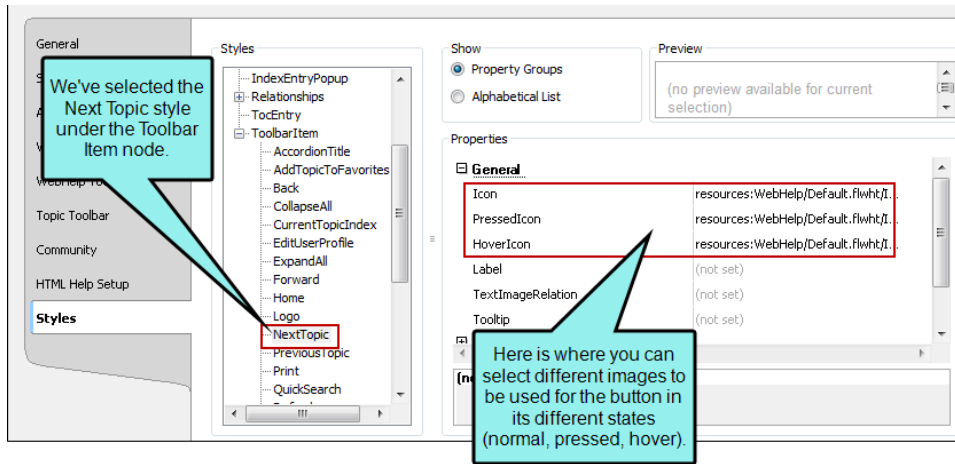 General
Styles
Show
Preview
We've selected the
Next Topic style
under the Toolbar
Item node.
IndexEntryPopup
Relationships
TocEntry
ToolbarItem
AccordionTitle
AddTopicToFavorites
Back
CollapseAll
CurrentTopicIndex
EditUserProfile
ExpandAll
Forward
Home
Logo
NextTopic
PreviousTopic
Print
QuickSearch
Property Groups
Alphabetical List
(no preview available for current
selection)
Properties
General
Icon resources:WebHelp/Default.flwht/I...
PressedIcon resources:WebHelp/Default.flwht/I...
HoverIcon resources:WebHelp/Default.flwht/I...
Label (not set)
TextImageRelation (not set)
Tooltip (not set)
Topic Toolbar
Community
HTML Help Setup
Styles
Here is where you can
select different images to
be used for the button in
its different states
(normal, pressed, hover).